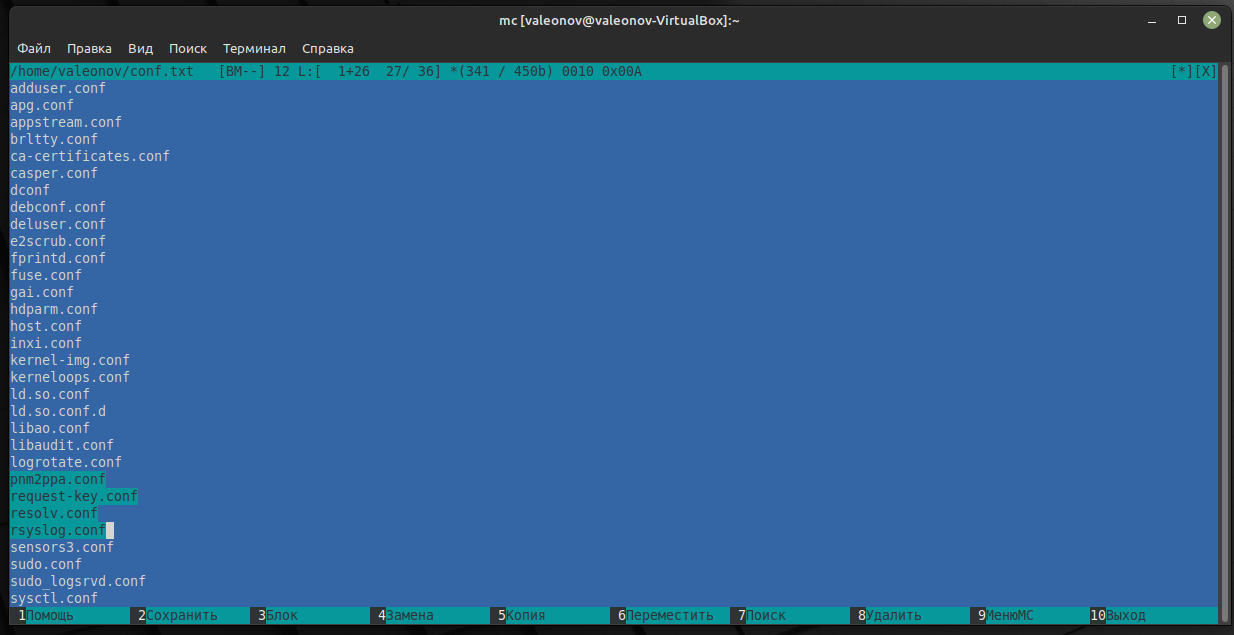 mc [valeonov@valeonov-VirtualBox]:~
Файл Правка Вид Поиск Терминал Справка
/home/valeonov/conf.txt [BM--] 12 L:[ 1+26 27/ 36] *(341 / 450b) 0010 0x00A [*][X]
adduser.conf
apg.conf
appstream.conf
brltty.conf
ca-certificates.conf
casper.conf
dconf
debconf.conf
deluser.conf
e2scrub.conf
fprintd.conf
fuse.conf
gai.conf
hdparm.conf
host.conf
inxi.conf
kernel-img.conf
kerneloops.conf
ld.so.conf
ld.so.conf.d
libao.conf
libaudit.conf
logrotate.conf
pnm2ppa.conf
request-key.conf
resolv.conf
rsyslog.conf
sensors3.conf
sudo.conf
sudo_logsrvd.conf
sysctl.conf
1Помощь 2Сохранить 3Блок 4Замена 5Копия 6Переместить 7Поиск 8Удалить 9МенюMC 10Выход